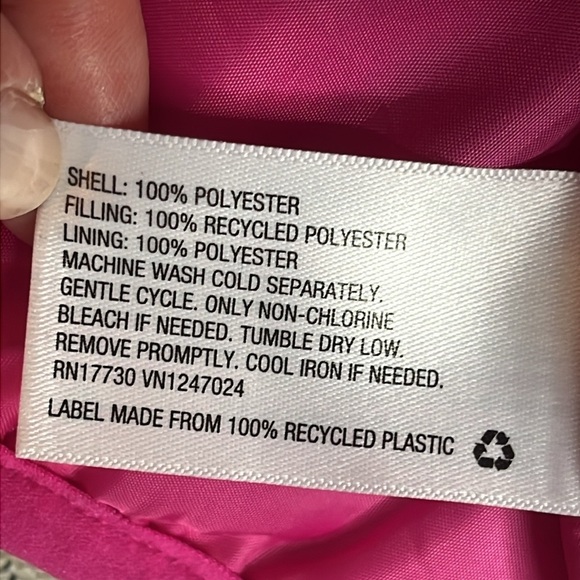 SHELL: 100% POLYESTER
FILLING: 100% RECYCLED POLYESTER
LINING: 100% POLYESTER
MACHINE WASH COLD SEPARATELY.
GENTLE CYCLE. ONLY NON-CHLORINE
BLEACH IF NEEDED. TUMBLE DRY LOW.
REMOVE PROMPTLY. COOL IRON IF NEEDED.
RN17730 VN1247024
LABEL MADE FROM 100% RECYCLED PLASTIC